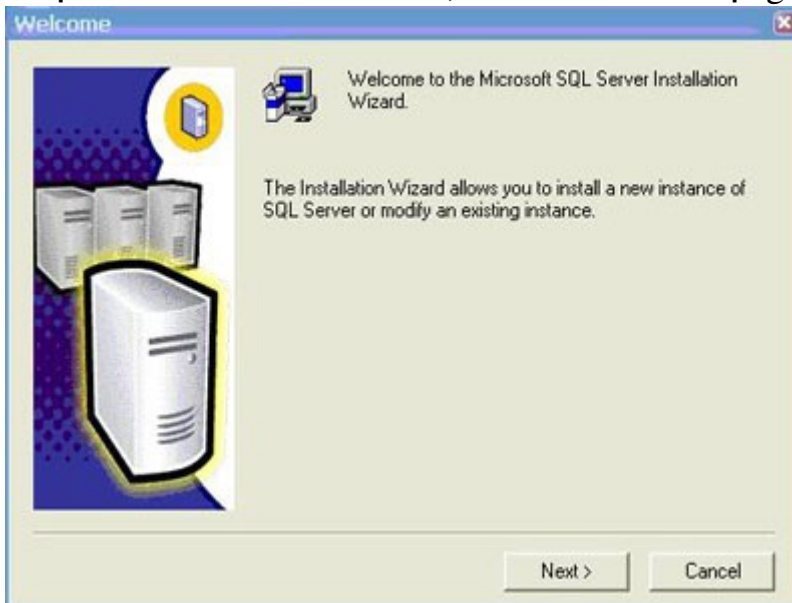 Welcome
Welcome to the Microsoft SQL Server Installation
Wizard.
The Installation Wizard allows you to install a new instance of
SQL Server or modify an existing instance.
Next >
Cancel